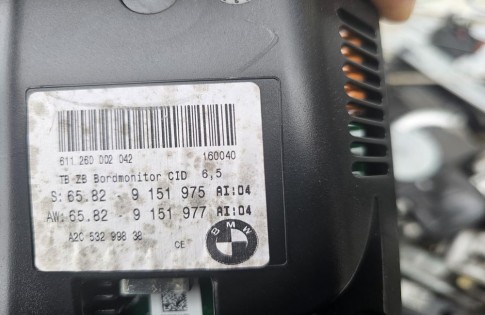 611.260 002 042 160040
TB ZB Bordmonitor CID 6,5
S: 65.82 - 9 151 975 AI:04
AW: 65.82 - 9 151 977 AI:04
A2C 532 998 38 CE
BMW